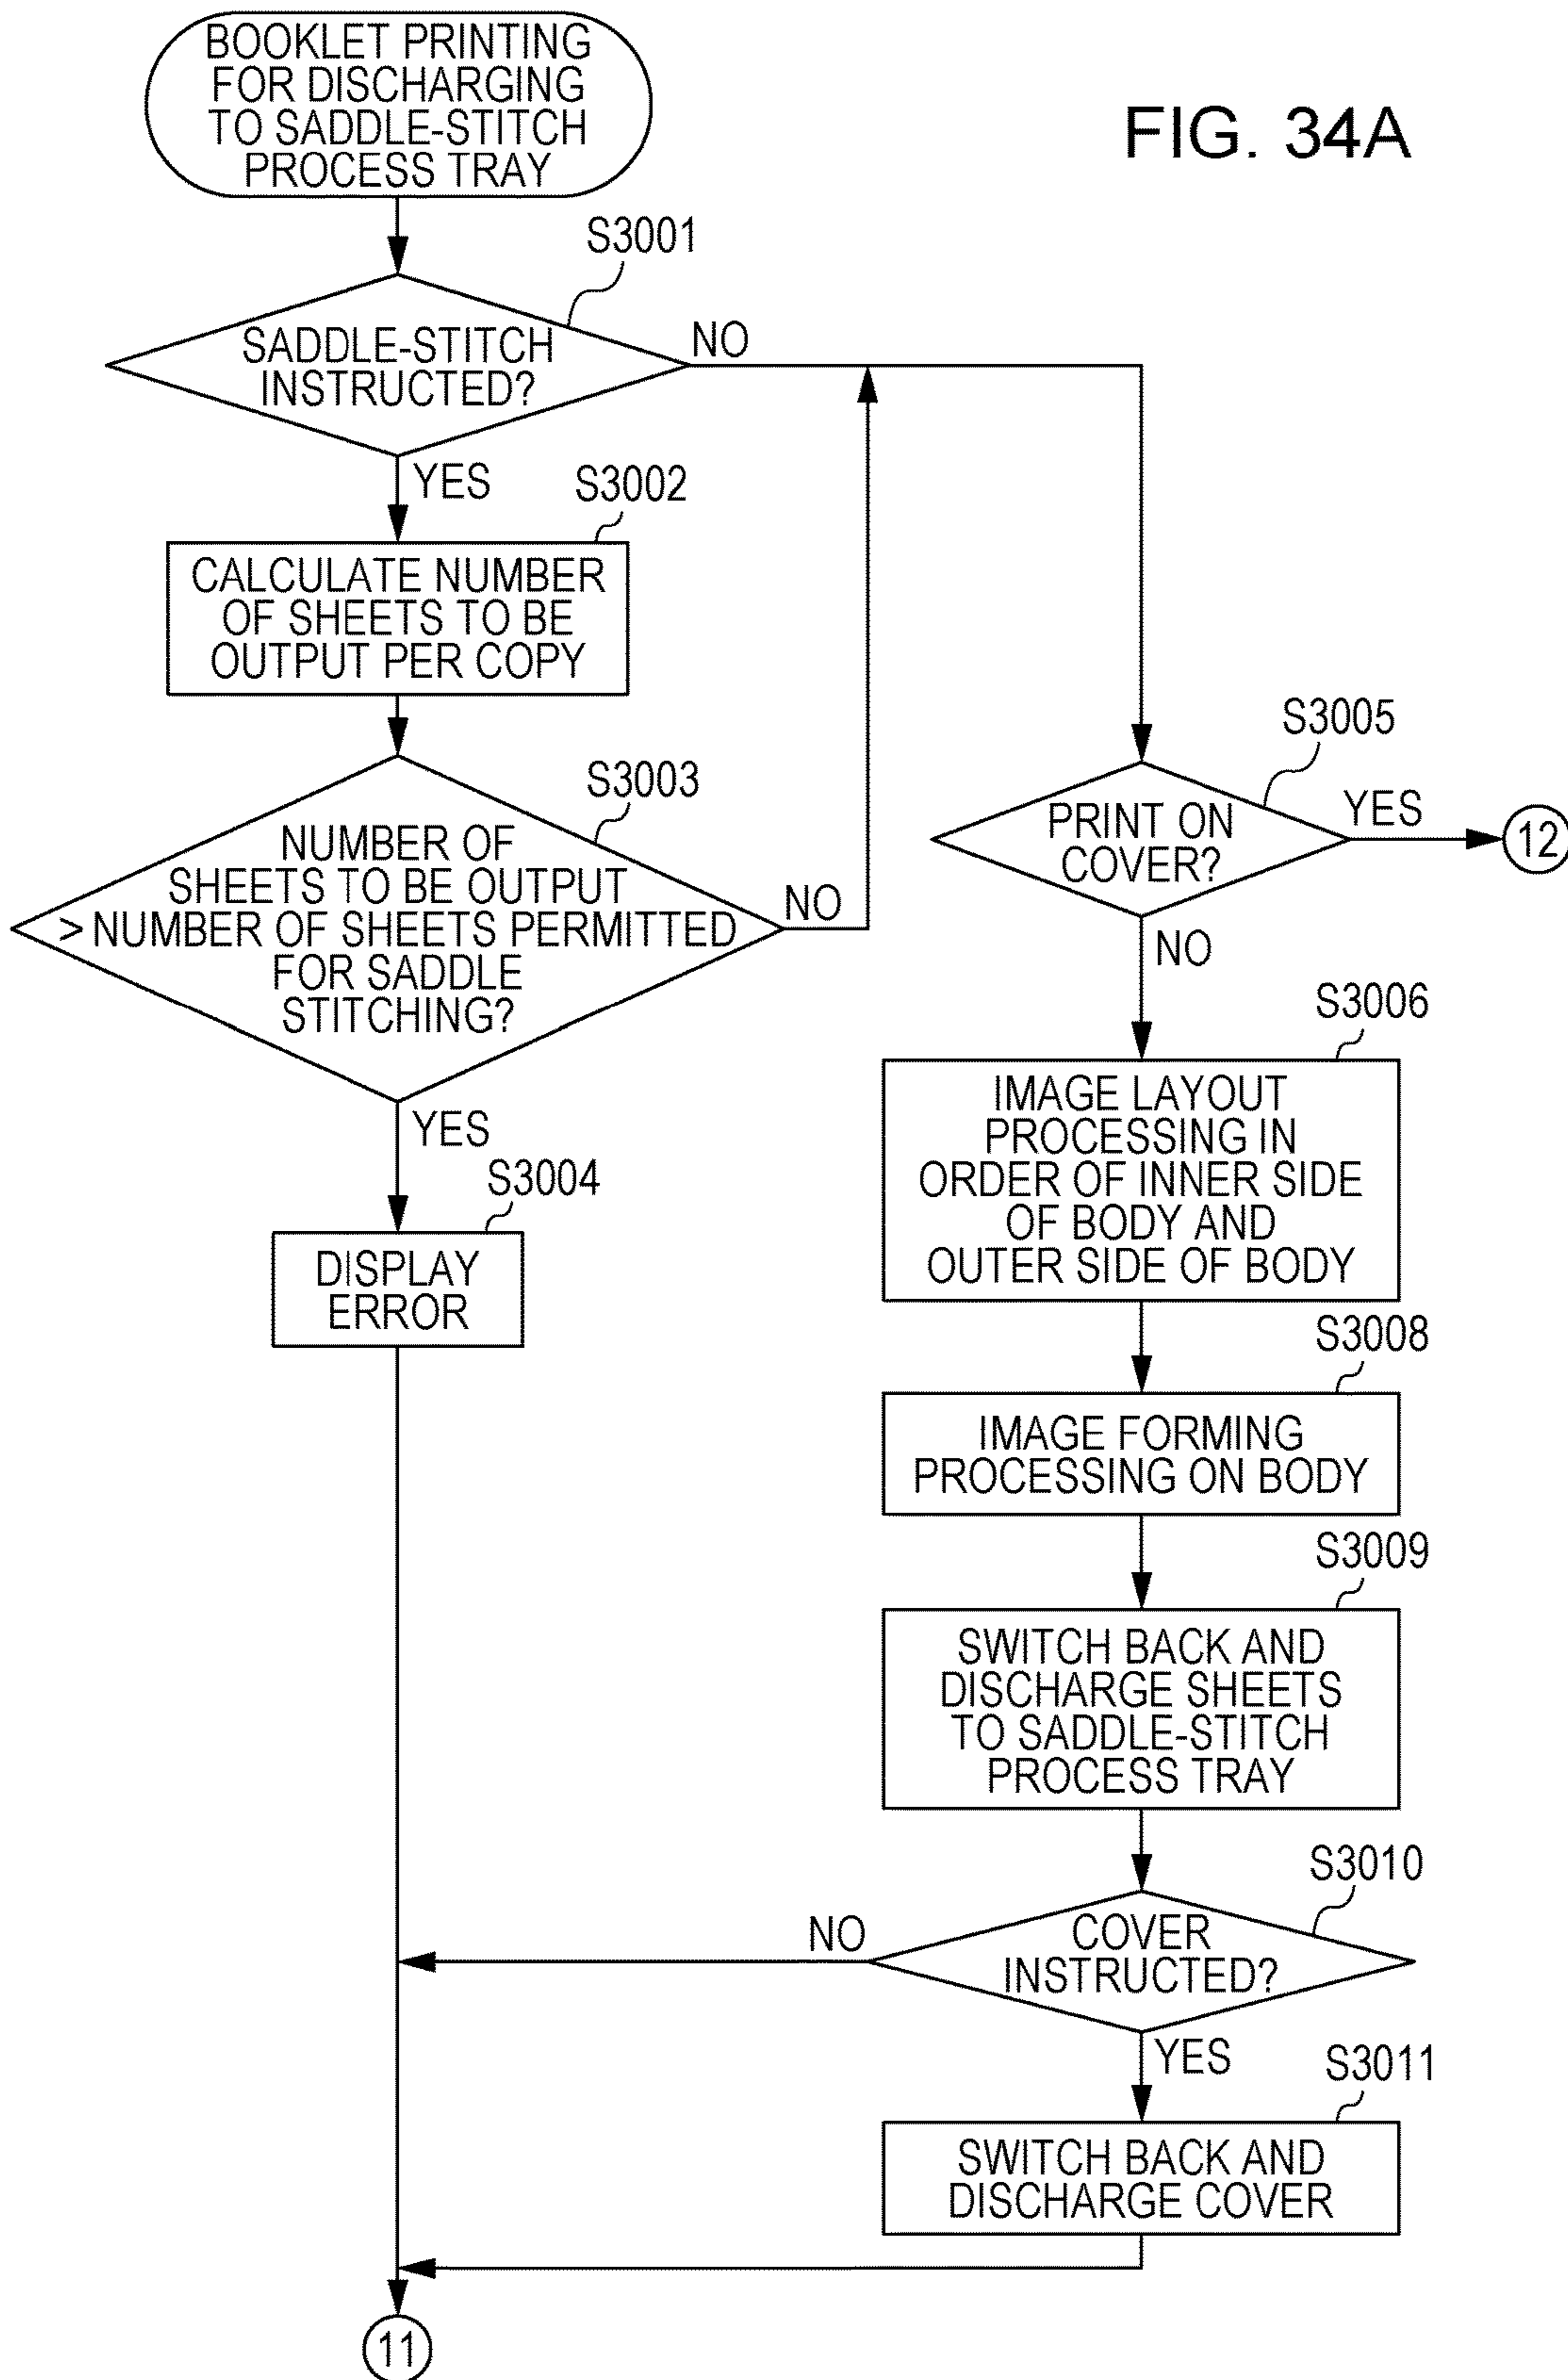 BOOKLET PRINTING
FOR DISCHARGING
TO SADDLE-STITCH
PROCESS TRAY
FIG. 34A
S3001
SADDLE-STITCH
INSTRUCTED?
NO
YES
S3002
CALCULATE NUMBER
OF SHEETS TO BE
OUTPUT PER COPY
S3003
NUMBER OF
SHEETS TO BE OUTPUT
> NUMBER OF SHEETS PERMITTED
FOR SADDLE
STITCHING?
NO
YES
S3004
DISPLAY
ERROR
S3005
PRINT ON
COVER?
YES
12
NO
S3006
IMAGE LAYOUT
PROCESSING IN
ORDER OF INNER SIDE
OF BODY AND
OUTER SIDE OF BODY
S3008
IMAGE FORMING
PROCESSING ON BODY
S3009
SWITCH BACK AND
DISCHARGE SHEETS
TO SADDLE-STITCH
PROCESS TRAY
S3010
COVER
INSTRUCTED?
NO
YES
S3011
SWITCH BACK AND
DISCHARGE COVER
11